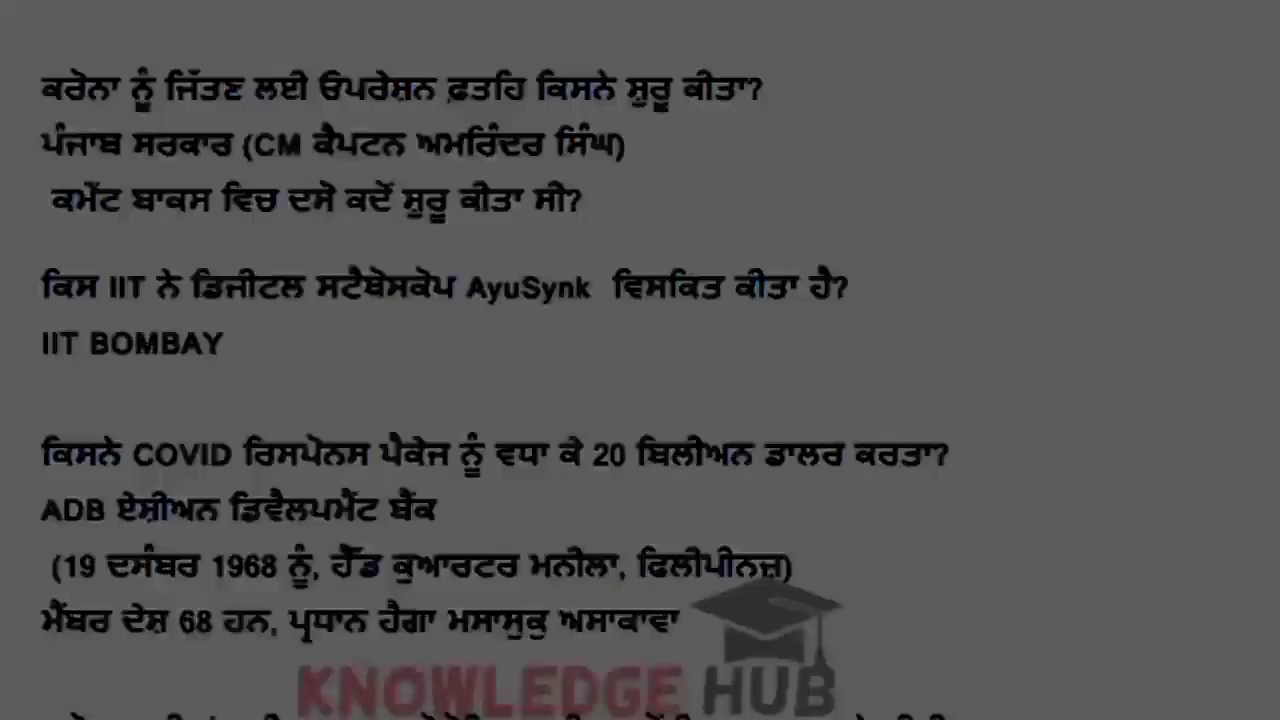 ਕਰੋਨਾ ਨੂੰ ਜਿੱਤਣ ਲਈ ਓਪਰੇਸ਼ਨ ਫ਼ਤਹਿ ਕਿਸਨੇ ਸ਼ੁਰੂ ਕੀਤਾ?
ਪੰਜਾਬ ਸਰਕਾਰ (CM ਕੈਪਟਨ ਅਮਰਿੰਦਰ ਸਿੰਘ)
ਕਮੇਂਟ ਬਾਕਸ ਵਿਚ ਦਸੋ ਕਦੋਂ ਸ਼ੁਰੂ ਕੀਤਾ ਸੀ?
ਕਿਸ IIT ਨੇ ਡਿਜੀਟਲ ਸਟੈਥੋਸਕੋਪ AyuSynk ਵਿਸਕਿਤ ਕੀਤਾ ਹੈ?
IIT BOMBAY
ਕਿਸਨੇ COVID ਰਿਸਪੋਨਸ ਪੈਕੇਜ ਨੂੰ ਵਧਾ ਕੇ 20 ਬਿਲੀਅਨ ਡਾਲਰ ਕਰਤਾ?
ADB ਏਸ਼ੀਅਨ ਡਿਵੈਲਪਮੈਂਟ ਬੈਂਕ
(19 ਦਸੰਬਰ 1968 ਨੂੰ, ਹੈੱਡ ਕੁਆਰਟਰ ਮਨੀਲਾ, ਫਿਲੀਪੀਨਜ਼)
ਮੈਂਬਰ ਦੇਸ਼ 68 ਹਨ, ਪ੍ਰਧਾਨ ਹੈਗਾ ਮਸਾਸੁਕੁ ਅਸਾਕਾਵਾ
KNOWLEDGE HUB